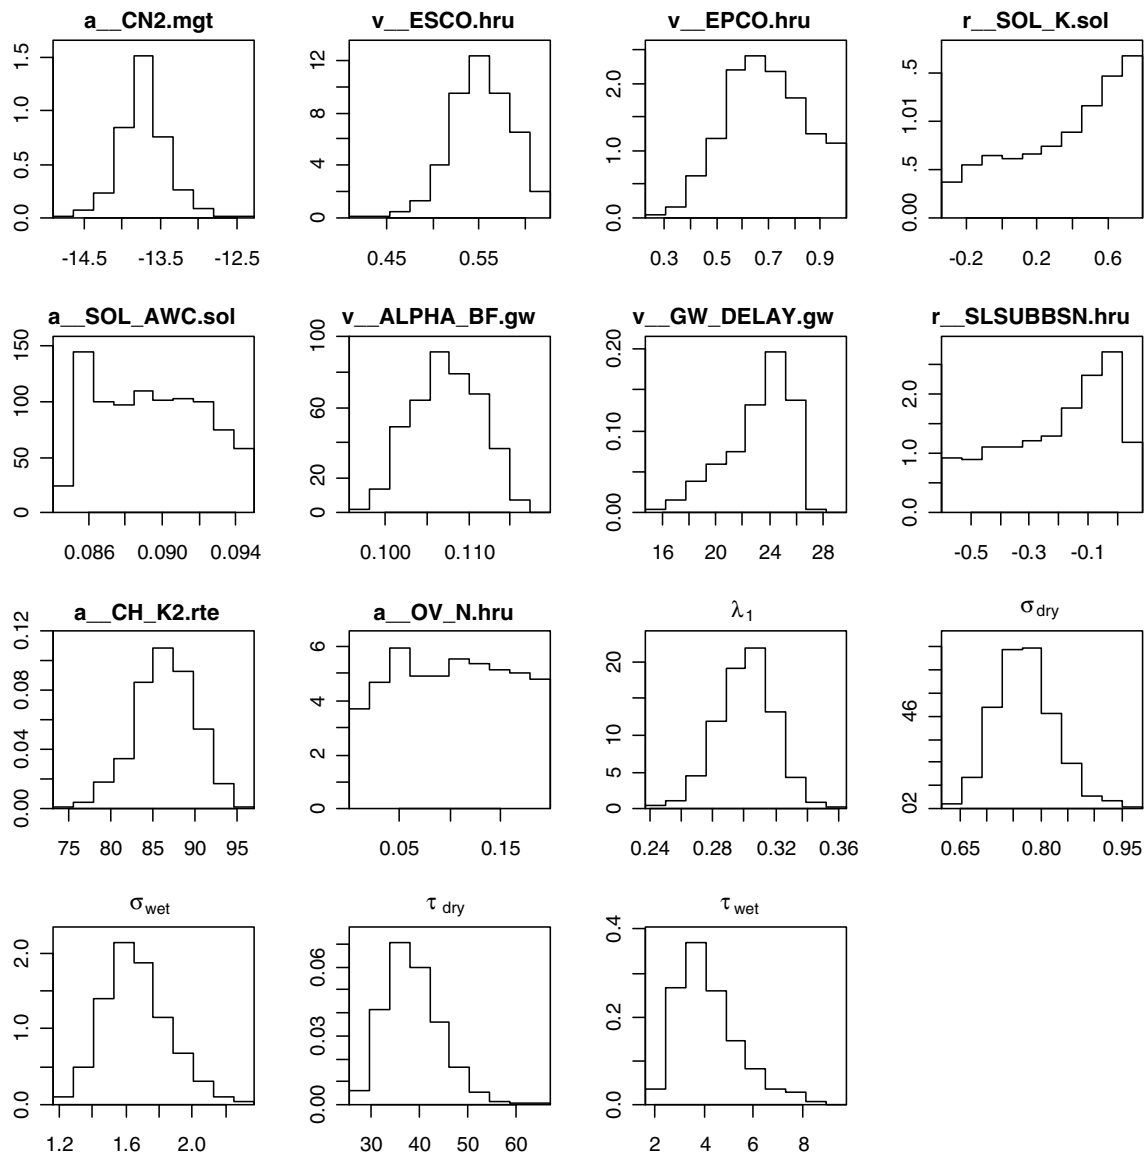 a__CN2.mgt v__ESCO.hru v__EPCO.hru r__SOL_K.sol
0.0 0.5 1.0 1.5
0 4 8 12
0.0 1.0 2.0
0.00 .5 1.01 .5
-14.5 -13.5 -12.5
0.45 0.55
0.3 0.5 0.7 0.9
-0.2 0.2 0.6
a__SOL_AWC.sol v__ALPHA_BF.gw v__GW_DELAY.gw r__SLSUBBSN.hru
0 50 100 150
0 20 60 100
0.00 0.10 0.20
0.0 1.0 2.0
0.086 0.090 0.094
0.100 0.110
16 20 24 28
-0.5 -0.3 -0.1
a__CH_K2.rte a__OV_N.hru λ1 σdry
0.00 0.04 0.08 0.12
0 2 4 6
0 5 10 20
02 46
75 80 85 90 95
0.05 0.15
0.24 0.28 0.32 0.36
0.65 0.80 0.95
σwet τ dry τ wet
0.0 1.0 2.0
0.00 0.03 0.06
0.0 0.2 0.4
1.2 1.6 2.0
30 40 50 60
2 4 6 8